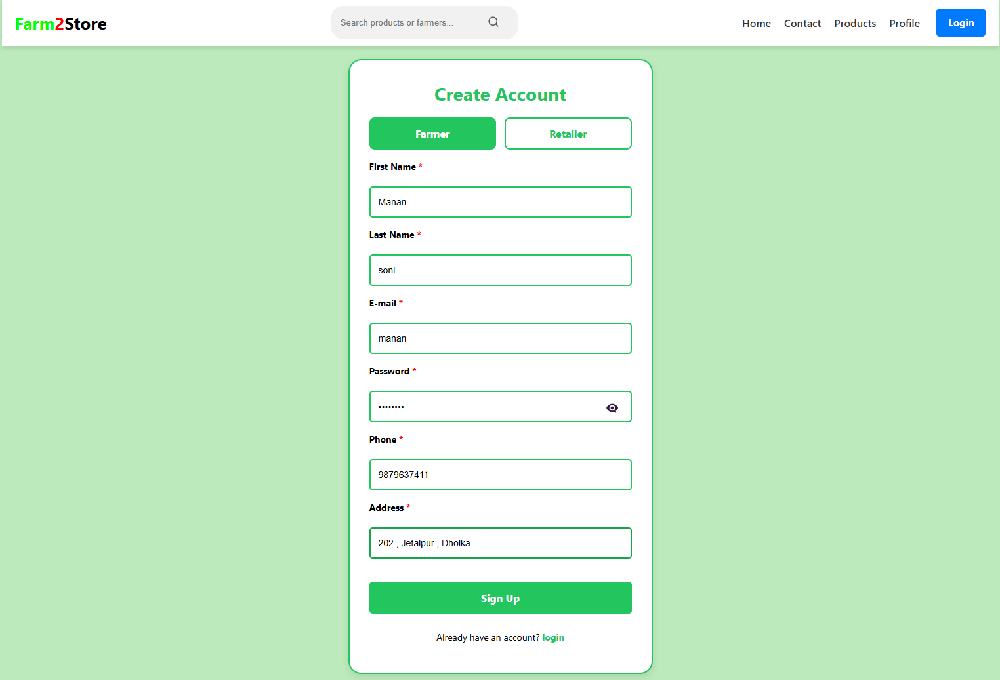 Farm2Store
Search products or farmers...
Home Contact Products Profile Login
Create Account
Farmer Retailer
First Name *
Manan
Last Name *
soni
E-mail *
manan
Password *
••••••••
Phone *
9879637411
Address *
202 , Jetalpur , Dholka
Sign Up
Already have an account? login